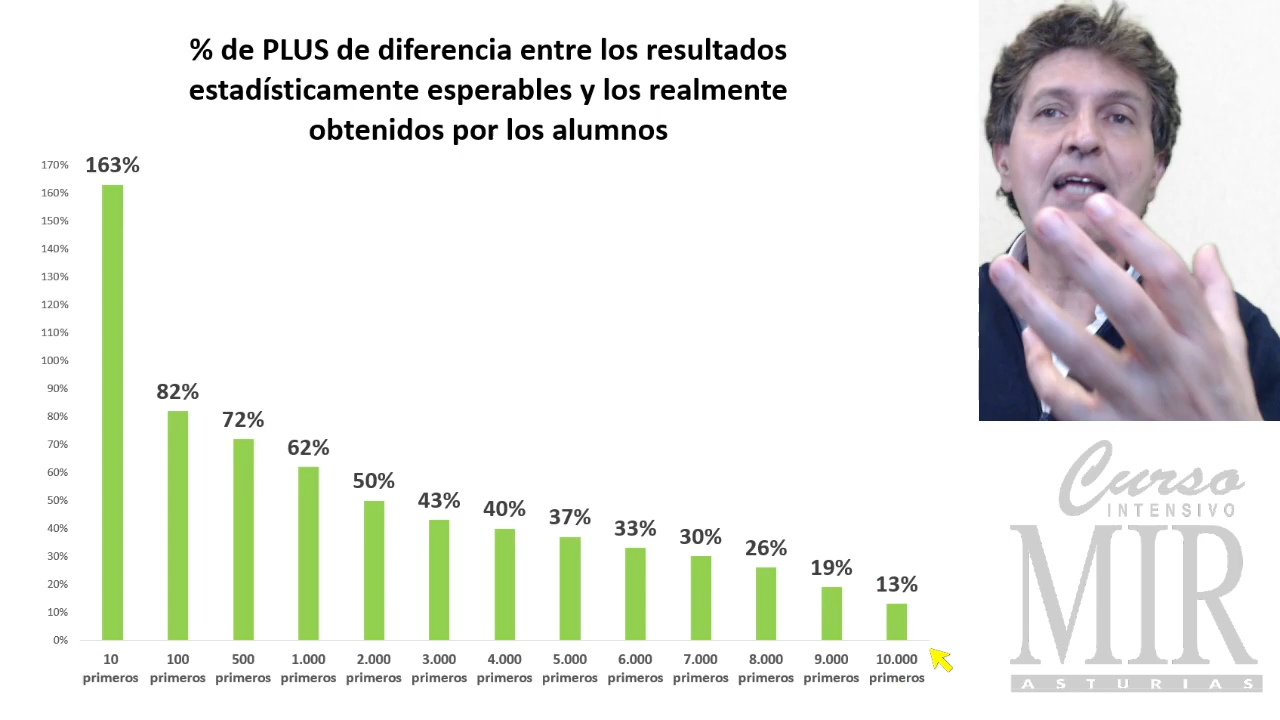 % de PLUS de diferencia entre los resultados
estadísticamente esperables y los realmente
obtenidos por los alumnos
170%
160%
150%
140%
130%
120%
110%
100%
90%
80%
70%
60%
50%
40%
30%
20%
10%
0%
163%
82%
72%
62%
50%
43%
40%
37%
33%
30%
26%
19%
13%
10 primeros
100 primeros
500 primeros
1.000 primeros
2.000 primeros
3.000 primeros
4.000 primeros
5.000 primeros
6.000 primeros
7.000 primeros
8.000 primeros
9.000 primeros
10.000 primeros
Curso
INTENSIVO
MIR
ASTURIAS